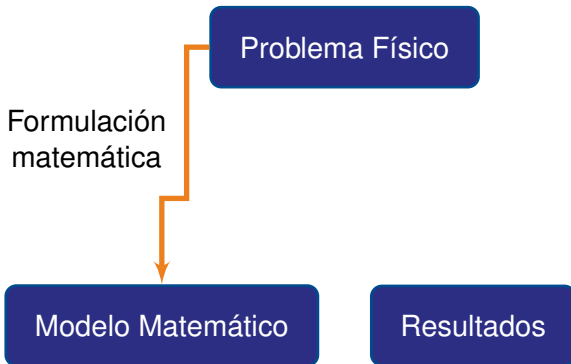 Problema Físico
Formulación
matemática
Modelo Matemático
Resultados